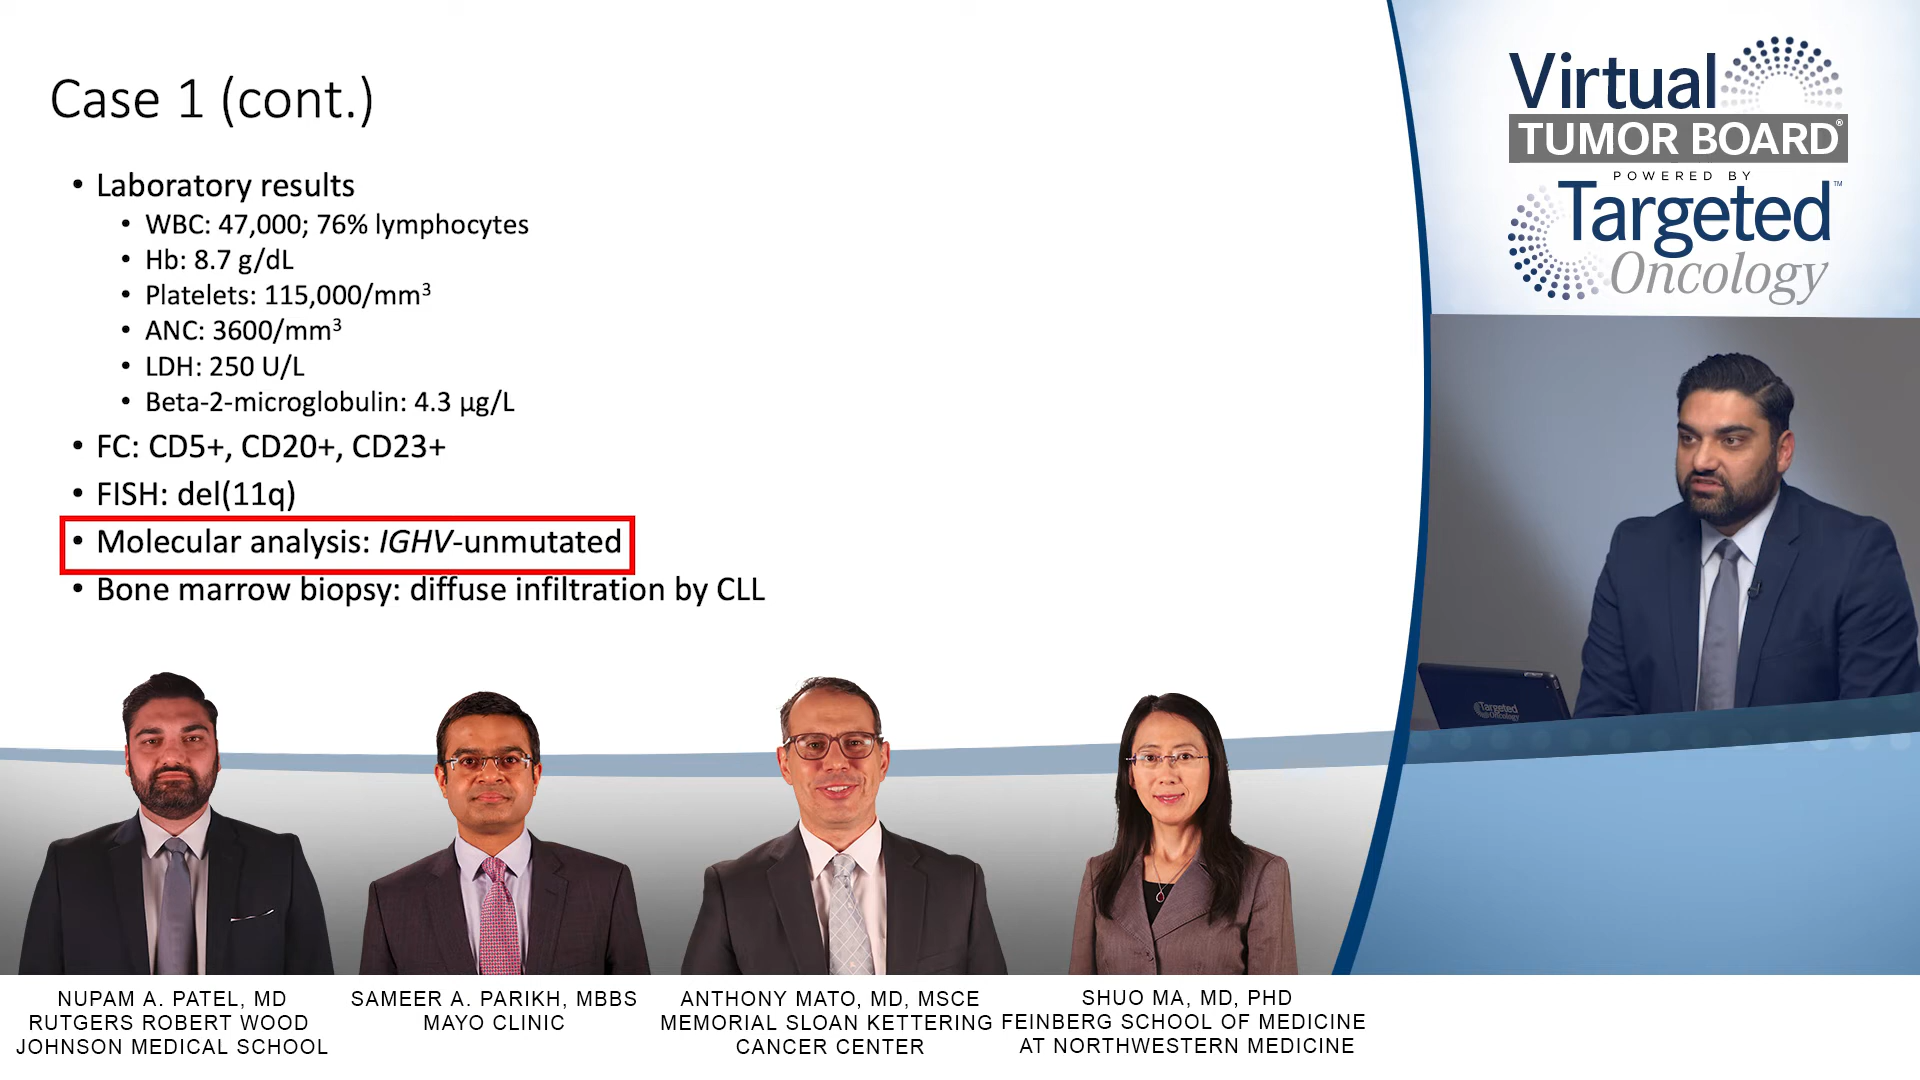 Case 1 (cont.)
• Laboratory results
• WBC: 47,000; 76% lymphocytes
• Hb: 8.7 g/dL
• Platelets: 115,000/mm³
• ANC: 3600/mm³
• LDH: 250 U/L
• Beta-2-microglobulin: 4.3 µg/L
• FC: CD5+, CD20+, CD23+
• FISH: del(11q)
• Molecular analysis: IGHV-unmutated
• Bone marrow biopsy: diffuse infiltration by CLL
Virtual
TUMOR BOARD®
POWERED BY
Targeted™
Oncology
Targeted
Oncology
NUPAM A. PATEL, MD
RUTGERS ROBERT WOOD
JOHNSON MEDICAL SCHOOL
SAMEER A. PARIKH, MBBS
MAYO CLINIC
ANTHONY MATO, MD, MSCE
MEMORIAL SLOAN KETTERING
CANCER CENTER
SHUO MA, MD, PHD
FEINBERG SCHOOL OF MEDICINE
AT NORTHWESTERN MEDICINE